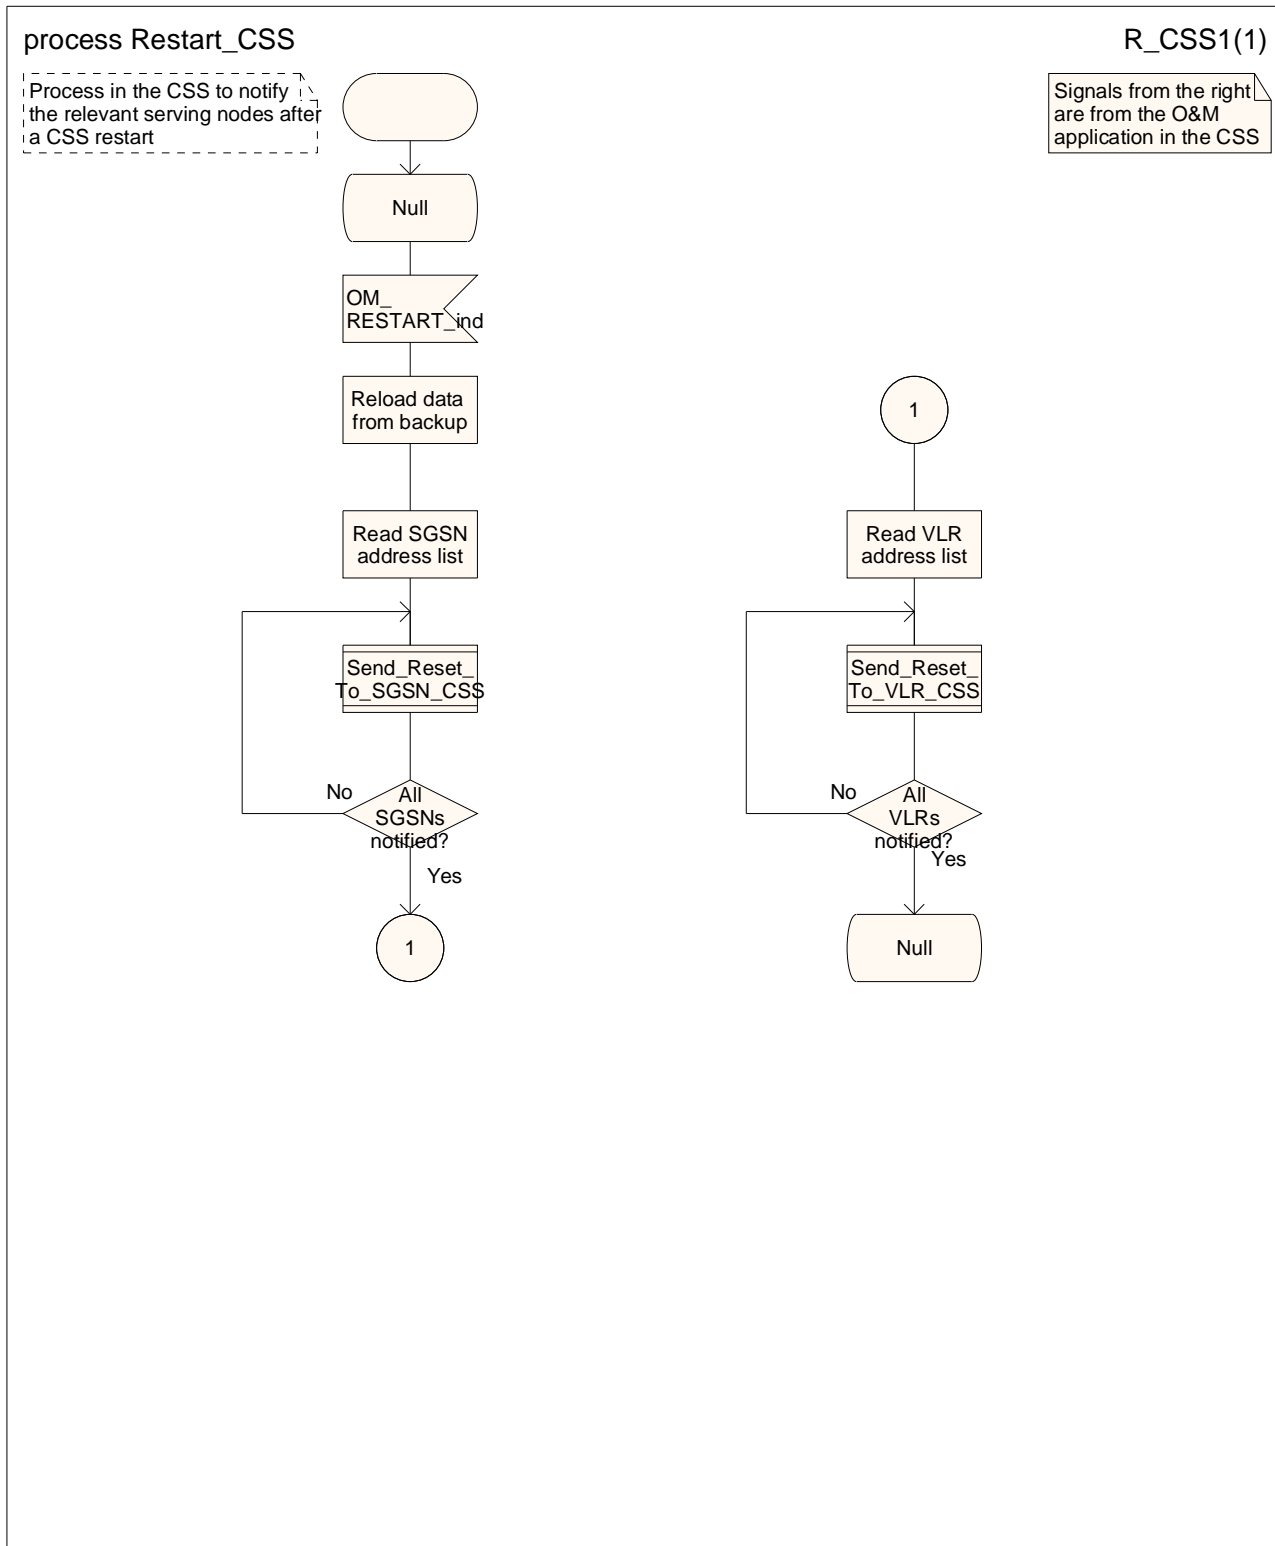 process Restart_CSS
R_CSS1(1)
Process in the CSS to notify
the relevant serving nodes after
a CSS restart
Signals from the right
are from the O&M
application in the CSS
Null
OM_
RESTART_ind
Reload data
from backup
Read SGSN
address list
Send_Reset_
To_SGSN_CSS
No
All
SGSNs
notified?
Yes
1
1
Read VLR
address list
Send_Reset_
To_VLR_CSS
No
All
VLRs
notified?
Yes
Null